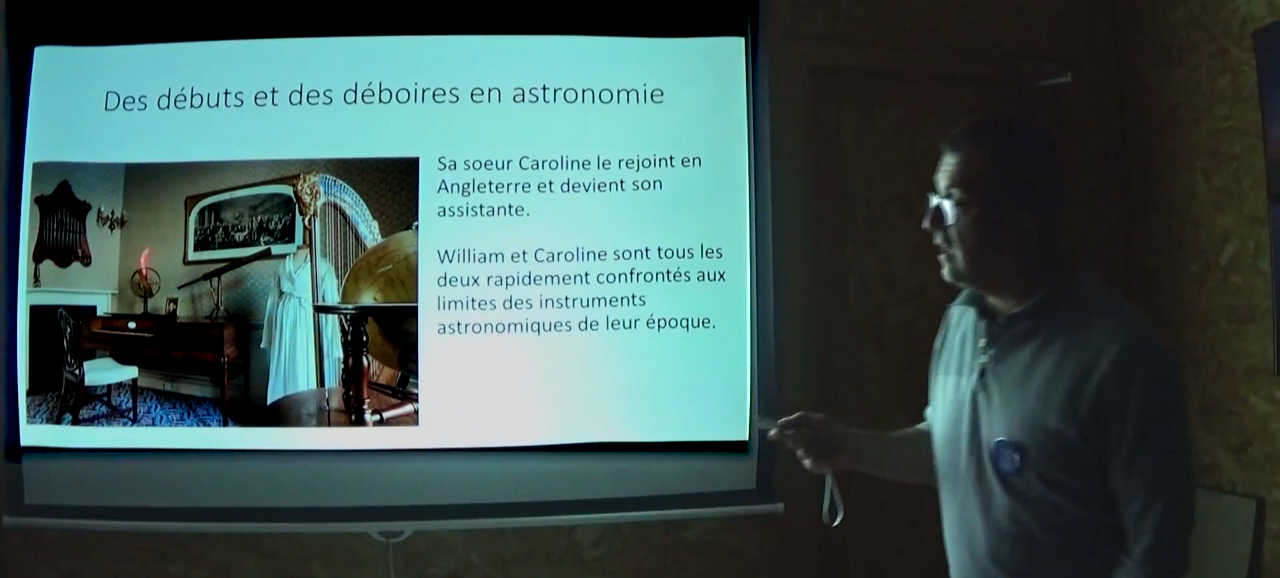 Des débuts et des déboires en astronomie
Sa soeur Caroline le rejoint en
Angleterre et devient son
assistante.
William et Caroline sont tous les
deux rapidement confrontés aux
limites des instruments
astronomiques de leur époque.